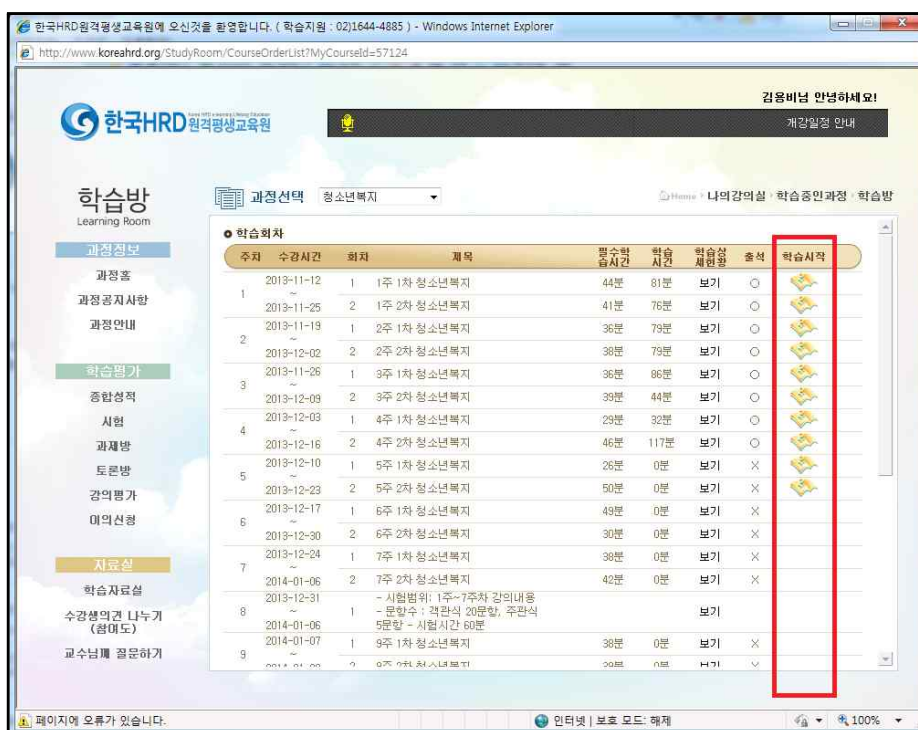 한국HRD원격평생교육원에 오신것을 환영합니다. ( 학습지원 : 02)1644-4885 ) - Windows Internet Explorer
http://www.koreahrd.org/StudyRoom/CourseOrderList?MyCourseId=57124
김용비님 안녕하세요!
한국HRD 원격평생교육원
개강일정 안내
학습방
Learning Room
과정선택 청소년복지
Home 나의강의실 학습중인과정 학습방
과정정보
과정홈
과정공지사항
과정안내
학습평가
종합성적
시험
과제방
토론방
강의평가
이의신청
자료실
학습자료실
수강생의견 나누기
(참여도)
교수님께 질문하기
학습회차
주차 수강시간 회차 제목 필수학습시간 학습시간 학습상세현황 출석 학습시작
1 2013-11-12 ~ 2013-11-25
1 1주 1차 청소년복지 44분 81분 보기 ○
2 1주 2차 청소년복지 41분 76분 보기 ○
2 2013-11-19 ~ 2013-12-02
1 2주 1차 청소년복지 36분 79분 보기 ○
2 2주 2차 청소년복지 38분 79분 보기 ○
3 2013-11-26 ~ 2013-12-09
1 3주 1차 청소년복지 36분 86분 보기 ○
2 3주 2차 청소년복지 39분 44분 보기 ○
4 2013-12-03 ~ 2013-12-16
1 4주 1차 청소년복지 29분 32분 보기 ○
2 4주 2차 청소년복지 46분 117분 보기 ○
5 2013-12-10 ~ 2013-12-23
1 5주 1차 청소년복지 26분 0분 보기 X
2 5주 2차 청소년복지 50분 0분 보기 X
6 2013-12-17 ~ 2013-12-30
1 6주 1차 청소년복지 49분 0분 보기 X
2 6주 2차 청소년복지 30분 0분 보기 X
7 2013-12-24 ~ 2014-01-06
1 7주 1차 청소년복지 38분 0분 보기 X
2 7주 2차 청소년복지 42분 0분 보기 X
8 2013-12-31 ~ 2014-01-06
1 - 시험범위: 1주~7주차 강의내용
- 문항수 : 객관식 20문항, 주관식
5문항 - 시험시간 60분
보기
9 2014-01-07 ~
1 9주 1차 청소년복지 38분 0분 보기 X
2 9주 2차 청소년복지
페이지에 오류가 있습니다.
인터넷 | 보호 모드: 해제
100%